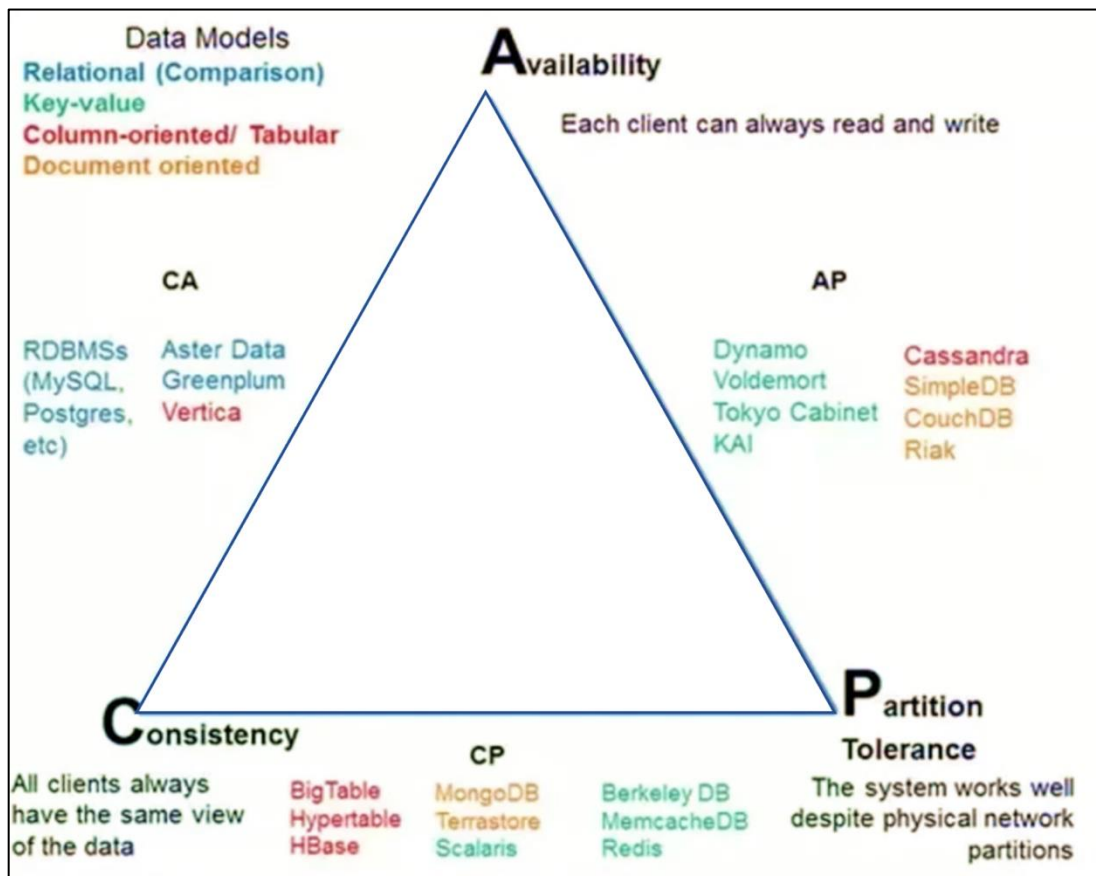 Data Models
Relational (Comparison)
Key-value
Column-oriented/ Tabular
Document oriented
Availability
Each client can always read and write
CA
RDBMSs
(MySQL,
Postgres,
etc)
Aster Data
Greenplum
Vertica
AP
Dynamo
Voldemort
Tokyo Cabinet
KAI
Cassandra
SimpleDB
CouchDB
Riak
Consistency
All clients always
have the same view
of the data
CP
BigTable
Hypertable
HBase
MongoDB
Terrastore
Scalaris
Berkeley DB
MemcacheDB
Redis
Partition
Tolerance
The system works well
despite physical network
partitions